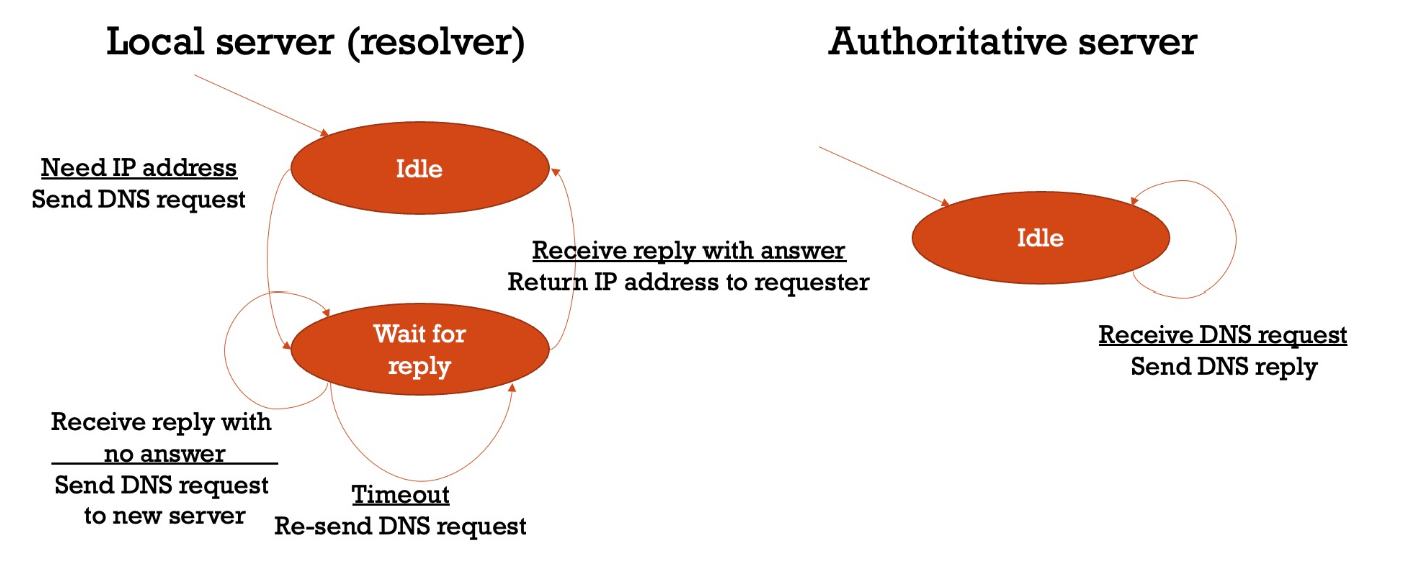 Local server (resolver)
Authoritative server
Need IP address
Send DNS request
Idle
Receive reply with answer
Return IP address to requester
Wait for
reply
Receive reply with
no answer
Send DNS request
to new server
Timeout
Re-send DNS request
Idle
Receive DNS request
Send DNS reply